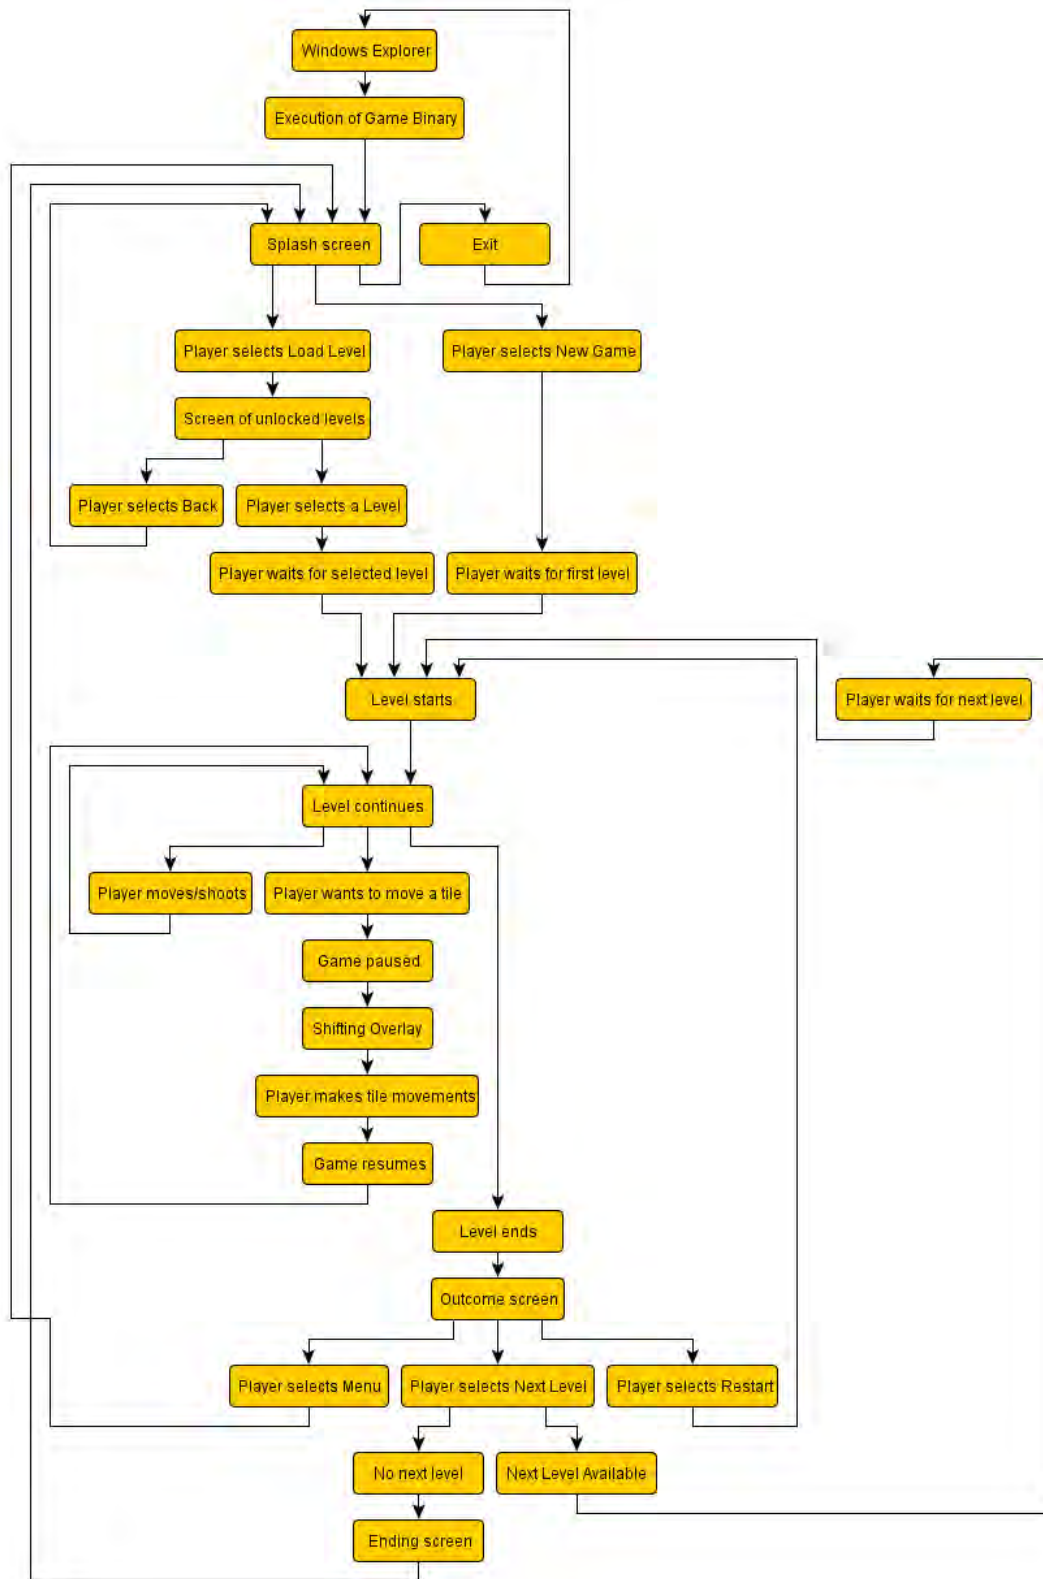 Windows Explorer
Execution of Game Binary
Splash screen
Exit
Player selects Load Level
Player selects New Game
Screen of unlocked levels
Player selects Back
Player selects a Level
Player waits for selected level
Player waits for first level
Level starts
Player waits for next level
Level continues
Player moves/shoots
Player wants to move a tile
Game paused
Shifting Overlay
Player makes tile movements
Game resumes
Level ends
Outcome screen
Player selects Menu
Player selects Next Level
Player selects Restart
No next level
Next Level Available
Ending screen